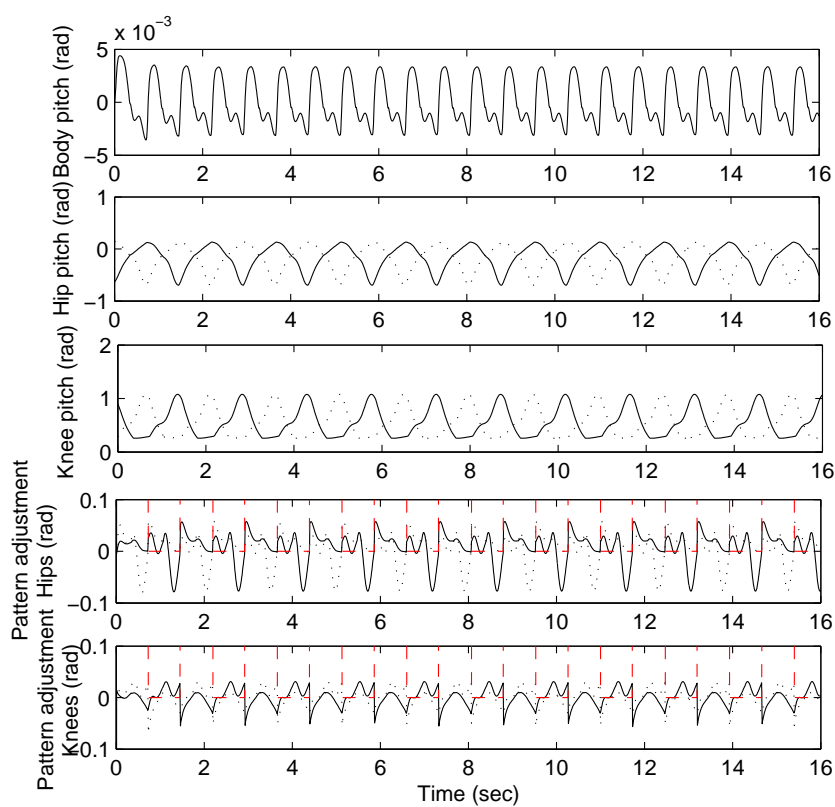 x 10⁻³
5
0
−5
Body pitch (rad)
0 2 4 6 8 10 12 14 16
1
0
−1
Hip pitch (rad)
0 2 4 6 8 10 12 14 16
2
1
0
Knee pitch (rad)
0 2 4 6 8 10 12 14 16
0.1
0
−0.1
Pattern adjustment
Hips (rad)
0 2 4 6 8 10 12 14 16
0.1
0
−0.1
Pattern adjustment
Knees (rad)
0 2 4 6 8 10 12 14 16
Time (sec)